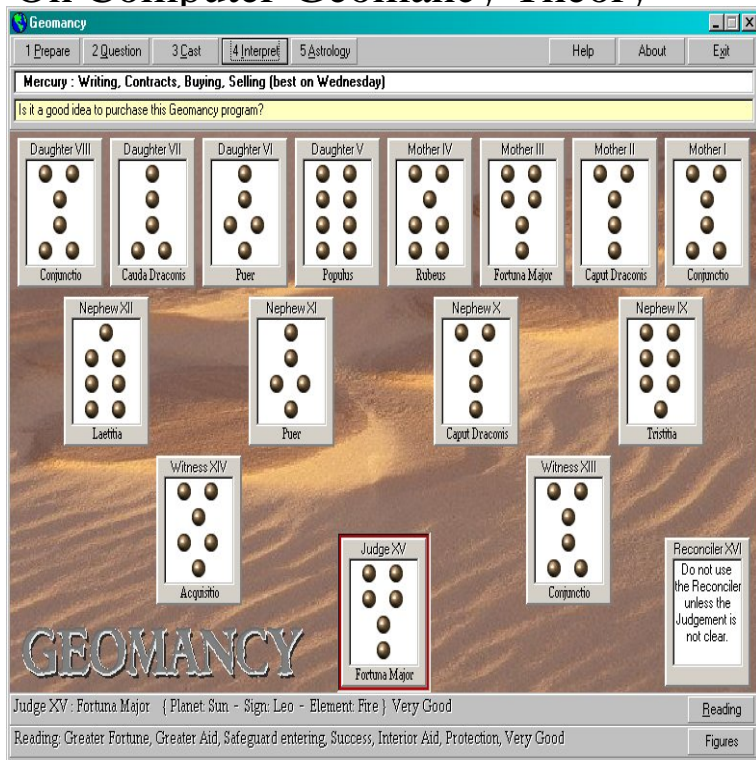 On Computer Geomancy Theory
Geomancy
1 Prepare 2 Question 3 Cast 4 Interpret 5 Astrology Help About Exit
Mercury : Writing, Contracts, Buying, Selling (best on Wednesday)
Is it a good idea to purchase this Geomancy program?
Daughter VIII Daughter VII Daughter VI Daughter V Mother IV Mother III Mother II Mother I
Conjunctio Cauda Draconis Puer Populus Rubeus Fortuna Major Caput Draconis Conjunctio
Nephew XII Nephew XI Nephew X Nephew IX
Laetitia Puer Caput Draconis Tristitia
Witness XIV Witness XIII
Acquisitio Conjunctio
Judge XV
Fortuna Major
Reconciler XVI
Do not use
the Reconciler
unless the
Judgement is
not clear.
GEOMANCY
Judge XV : Fortuna Major { Planet: Sun - Sign: Leo - Element: Fire } Very Good
Reading
Reading: Greater Fortune, Greater Aid, Safeguard entering, Success, Interior Aid, Protection, Very Good
Figures